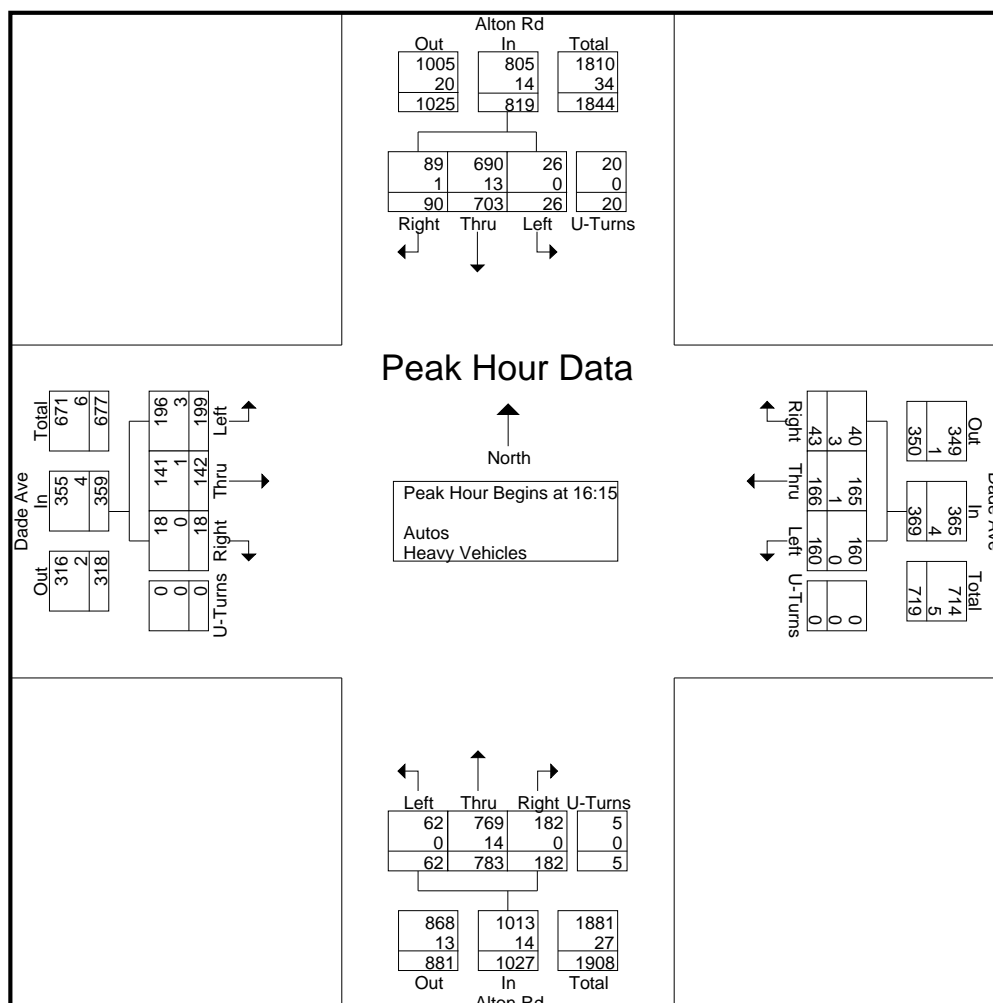 Alton Rd
Out In Total
1005 805 1810
20 14 34
1025 819 1844
89 690 26 20
1 13 0 0
90 703 26 20
Right Thru Left U-Turns
Peak Hour Data
North
Peak Hour Begins at 16:15
Autos
Heavy Vehicles
Dade Ave
Total In Out
671 355 316
6 4 2
677 359 318
196 141 18 0
3 1 0 0
199 142 18 0
Left Thru Right U-Turns
Dade Ave
Out In Total
349 365 714
1 4 5
350 369 719
40 165 160 0
3 1 0 0
43 166 160 0
Right Thru Left U-Turns
Left Thru Right U-Turns
62 769 182 5
0 14 0 0
62 783 182 5
868 1013 1881
13 14 27
881 1027 1908
Out In Total
Alton Rd